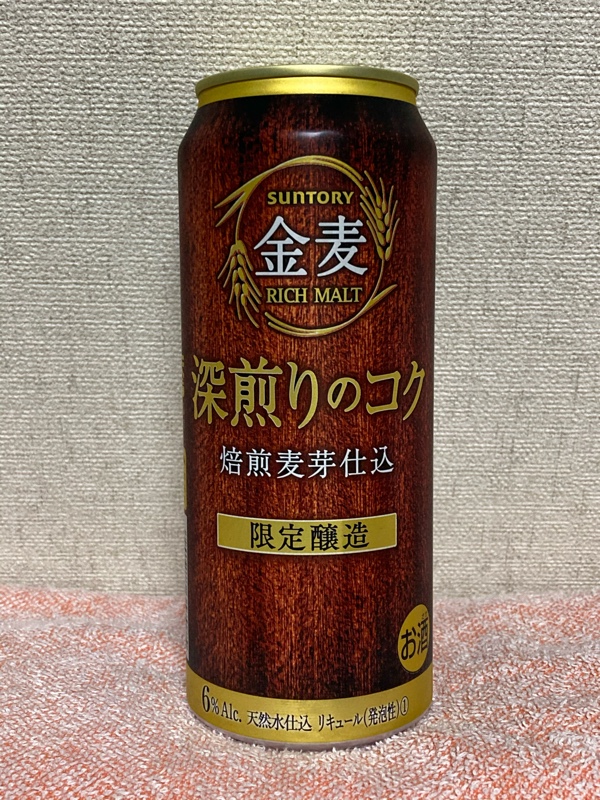 SUNTORY
金麦
RICH MALT
深煎りのコク
焙煎麦芽仕込
限定醸造
お酒
6%Alc. 天然水仕込 リキュール(発泡性)①